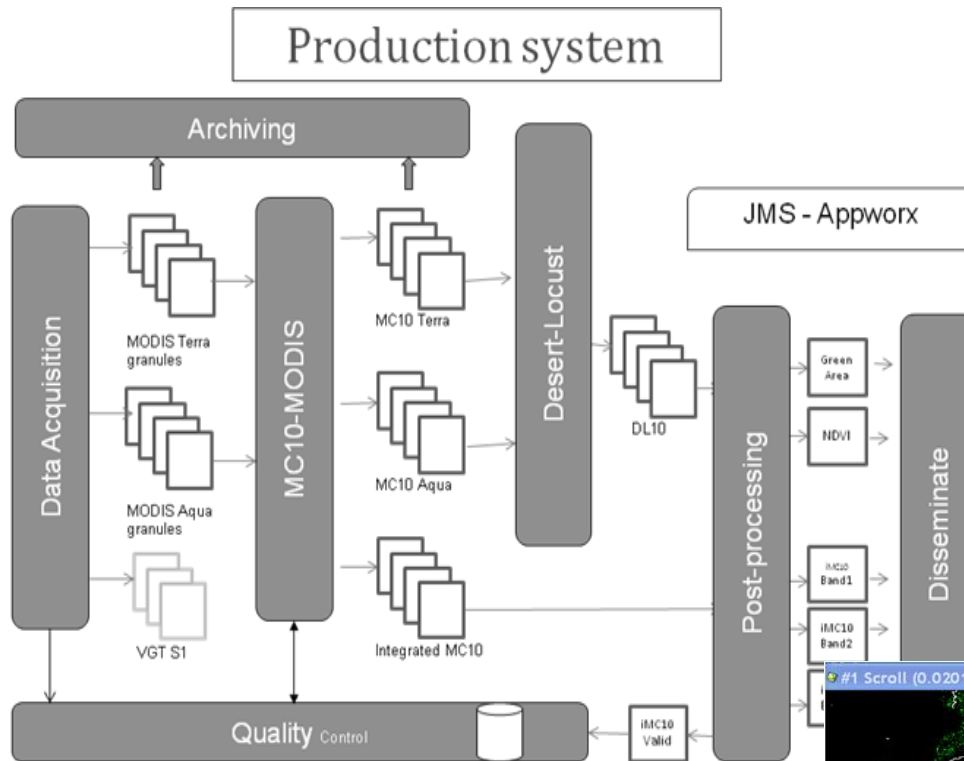 Production system
Archiving
JMS - Appworx
Data Acquisition
MODIS Terra
granules
MODIS Aqua
granules
VGT S1
MC10-MODIS
MC10 Terra
MC10 Aqua
Integrated MC10
Desert-Locust
DL10
Post-processing
Green
Area
NDVI
iMC10
Band1
iMC10
Band2
Disseminate
#1 Scroll (0.020
Quality Control
iMC10
Valid